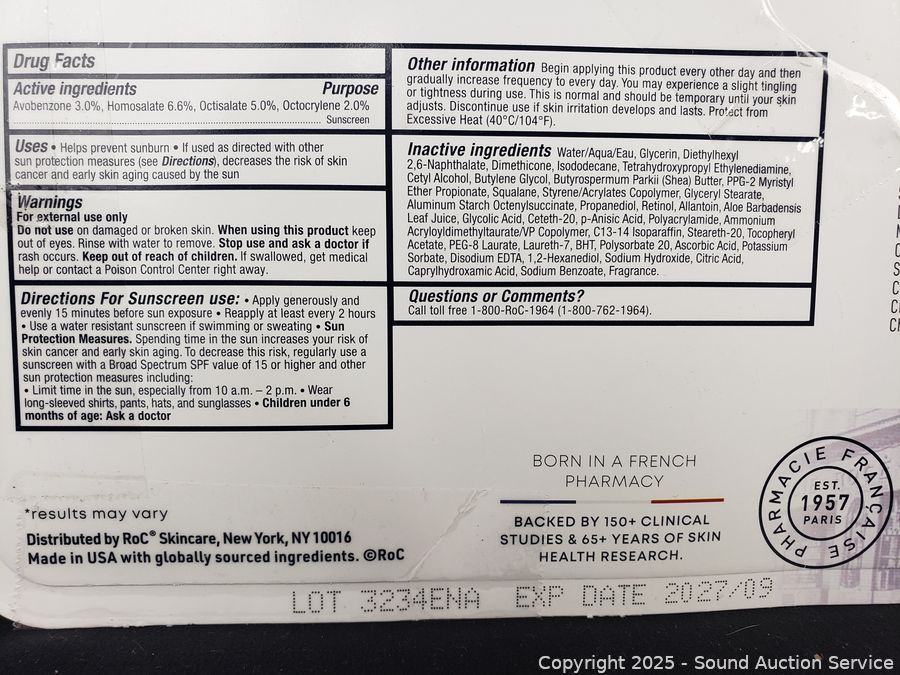 Drug Facts
Active ingredients Purpose
Avobenzone 3.0%, Homosalate 6.6%, Octisalate 5.0%, Octocrylene 2.0%
Sunscreen
Uses • Helps prevent sunburn • If used as directed with other
sun protection measures (see Directions), decreases the risk of skin
cancer and early skin aging caused by the sun
Warnings
For external use only
Do not use on damaged or broken skin. When using this product keep
out of eyes. Rinse with water to remove. Stop use and ask a doctor if
rash occurs. Keep out of reach of children. If swallowed, get medical
help or contact a Poison Control Center right away.
Directions For Sunscreen use: • Apply generously and
evenly 15 minutes before sun exposure • Reapply at least every 2 hours
• Use a water resistant sunscreen if swimming or sweating • Sun
Protection Measures. Spending time in the sun increases your risk of
skin cancer and early skin aging. To decrease this risk, regularly use a
sunscreen with a Broad Spectrum SPF value of 15 or higher and other
sun protection measures including:
• Limit time in the sun, especially from 10 a.m. – 2 p.m. • Wear
long-sleeved shirts, pants, hats, and sunglasses • Children under 6
months of age: Ask a doctor
Other information Begin applying this product every other day and then
gradually increase frequency to every day. You may experience a slight tingling
or tightness during use. This is normal and should be temporary until your skin
adjusts. Discontinue use if skin irritation develops and lasts. Protect from
Excessive Heat (40°C/104°F).
Inactive ingredients Water/Aqua/Eau, Glycerin, Diethylhexyl
2,6-Naphthalate, Dimethicone, Isododecane, Tetrahydroxypropyl Ethylenediamine,
Cetyl Alcohol, Butylene Glycol, Butyrospermum Parkii (Shea) Butter, PPG-2 Myristyl
Ether Propionate, Squalane, Styrene/Acrylates Copolymer, Glyceryl Stearate,
Aluminum Starch Octenylsuccinate, Propanediol, Retinol, Allantoin, Aloe Barbadensis
Leaf Juice, Glycolic Acid, Ceteth-20, p-Anisic Acid, Polyacrylamide, Ammonium
Acryloyldimethyltaurate/VP Copolymer, C13-14 Isoparaffin, Steareth-20, Tocopheryl
Acetate, PEG-8 Laurate, Laureth-7, BHT, Polysorbate 20, Ascorbic Acid, Potassium
Sorbate, Disodium EDTA, 1,2-Hexanediol, Sodium Hydroxide, Citric Acid,
Caprylhydroxamic Acid, Sodium Benzoate, Fragrance.
Questions or Comments?
Call toll free 1-800-RoC-1964 (1-800-762-1964).
BORN IN A FRENCH
PHARMACY
BACKED BY 150+ CLINICAL
STUDIES & 65+ YEARS OF SKIN
HEALTH RESEARCH.
PHARMACIE FRANÇAISE
EST.
1957
PARIS
*results may vary
Distributed by RoC® Skincare, New York, NY 10016
Made in USA with globally sourced ingredients. ©RoC
LOT 3234ENA EXP DATE 2027/09
Copyright 2025 - Sound Auction Service